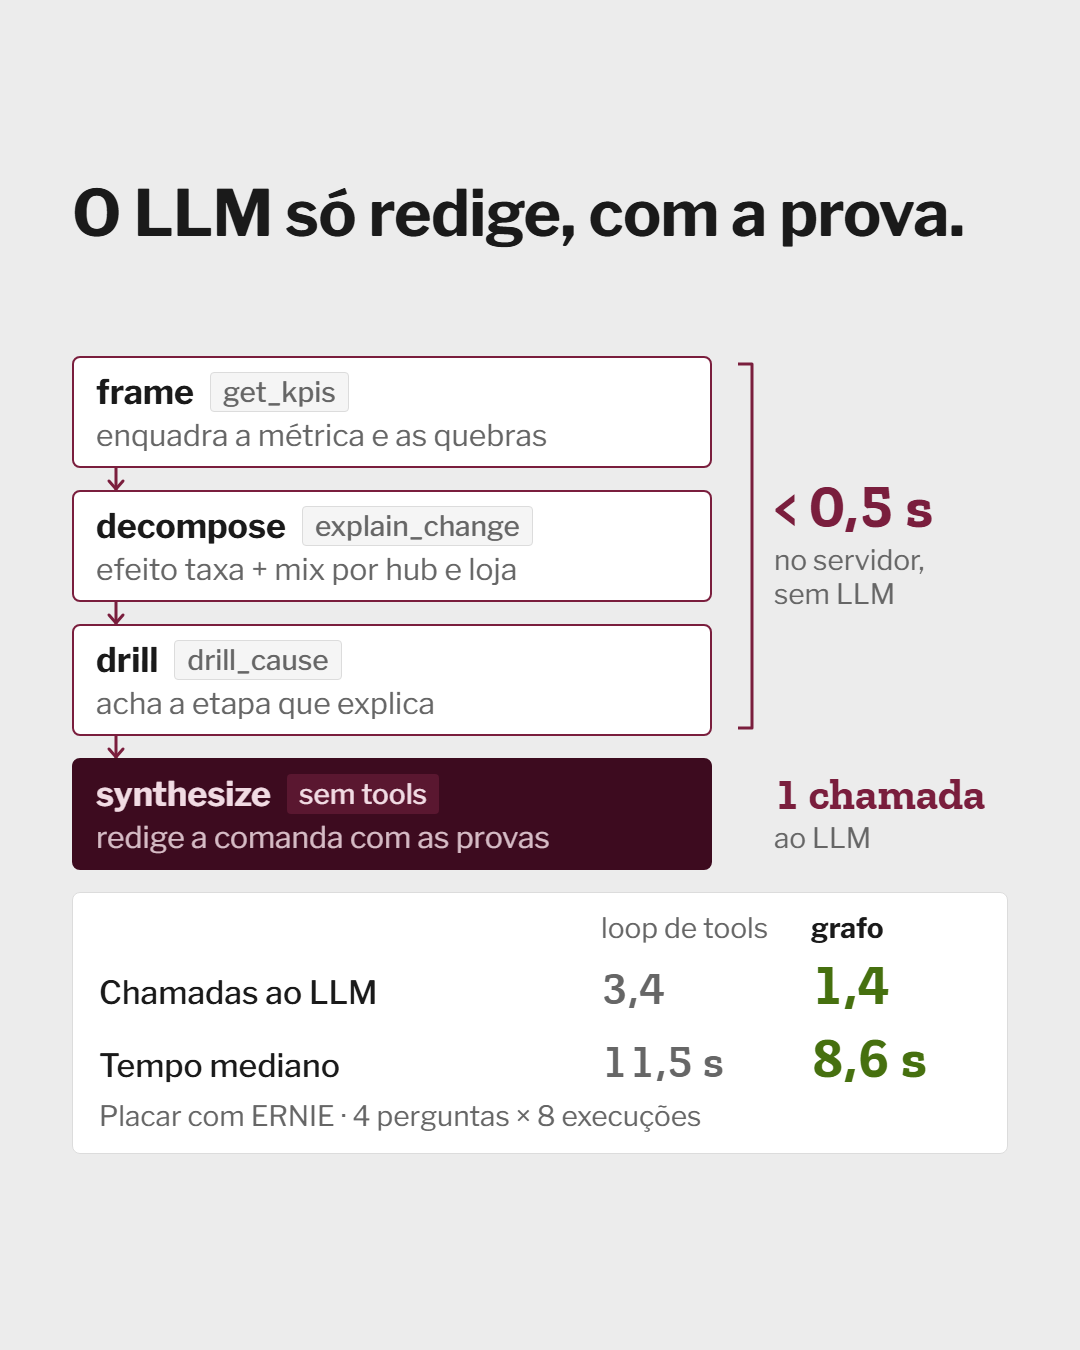 O LLM só redige, com a prova.
frame get_kpis
enquadra a métrica e as quebras
decompose explain_change
efeito taxa + mix por hub e loja
drill drill_cause
acha a etapa que explica
< 0,5 s
no servidor,
sem LLM
synthesize sem tools
redige a comanda com as provas
1 chamada
ao LLM
loop de tools grafo
Chamadas ao LLM 3,4 1,4
Tempo mediano 11,5 s 8,6 s
Placar com ERNIE · 4 perguntas × 8 execuções